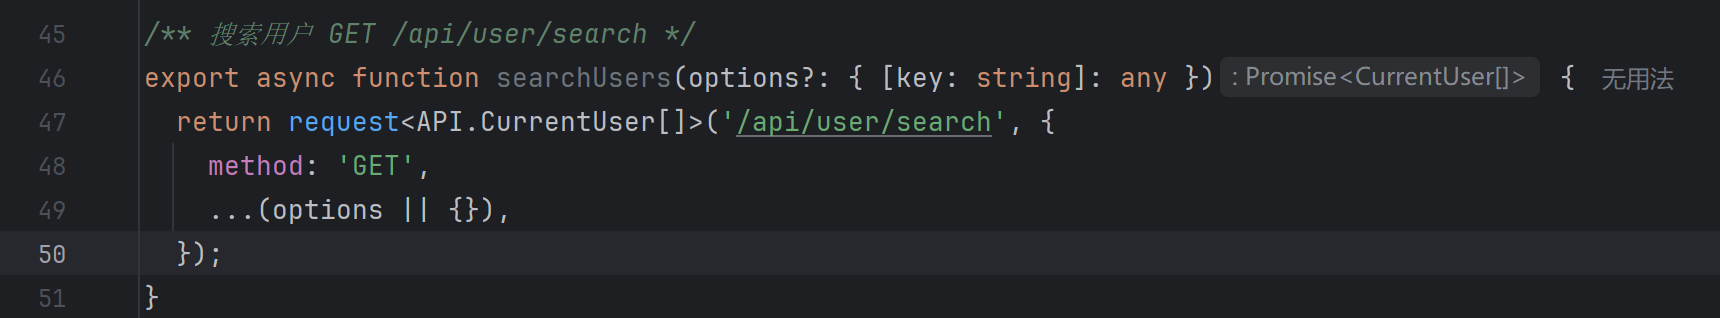 45 /** 搜索用户 GET /api/user/search */
46 export async function searchUsers(options?: { [key: string]: any }) : Promise<CurrentUser[]> { 无用法
47 return request<API.CurrentUser[]>('/api/user/search', {
48 method: 'GET',
49 ...(options || {}),
50 });
51 }